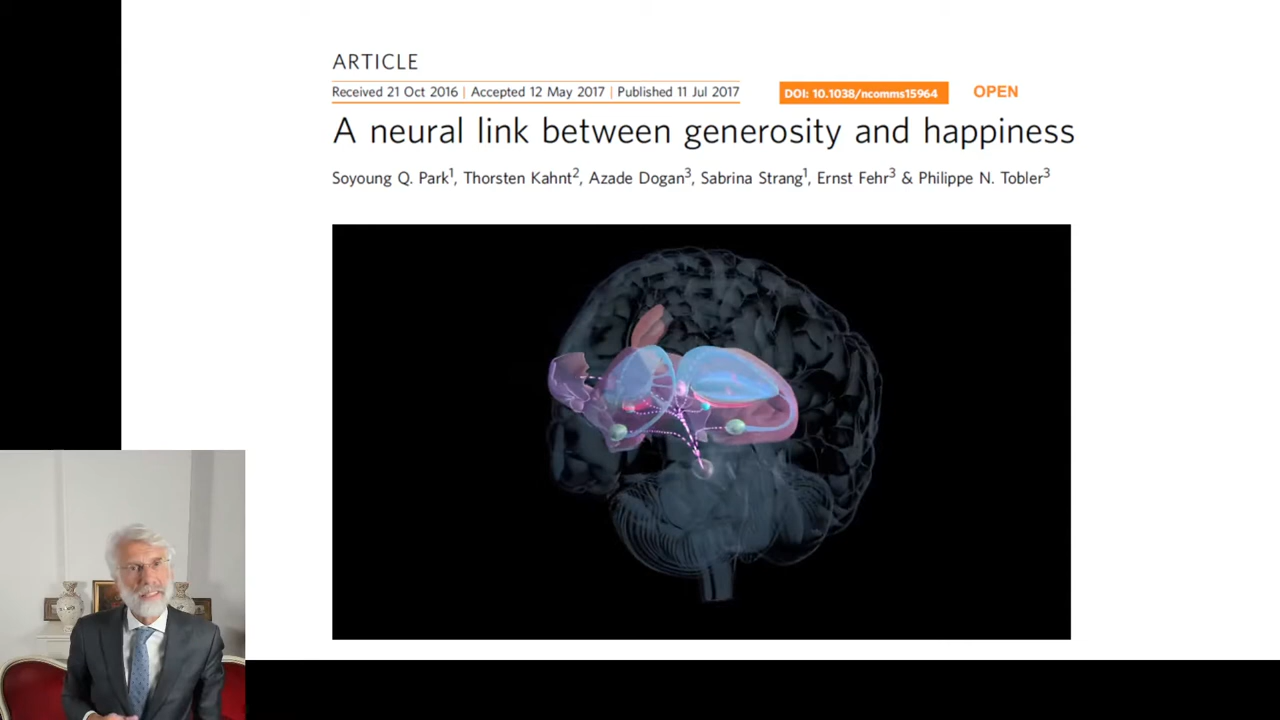 ARTICLE
Received 21 Oct 2016 | Accepted 12 May 2017 | Published 11 Jul 2017
DOI: 10.1038/ncomms15964
OPEN
A neural link between generosity and happiness
Soyoung Q. Park1, Thorsten Kahnt2, Azade Dogan3, Sabrina Strang1, Ernst Fehr3 & Philippe N. Tobler3